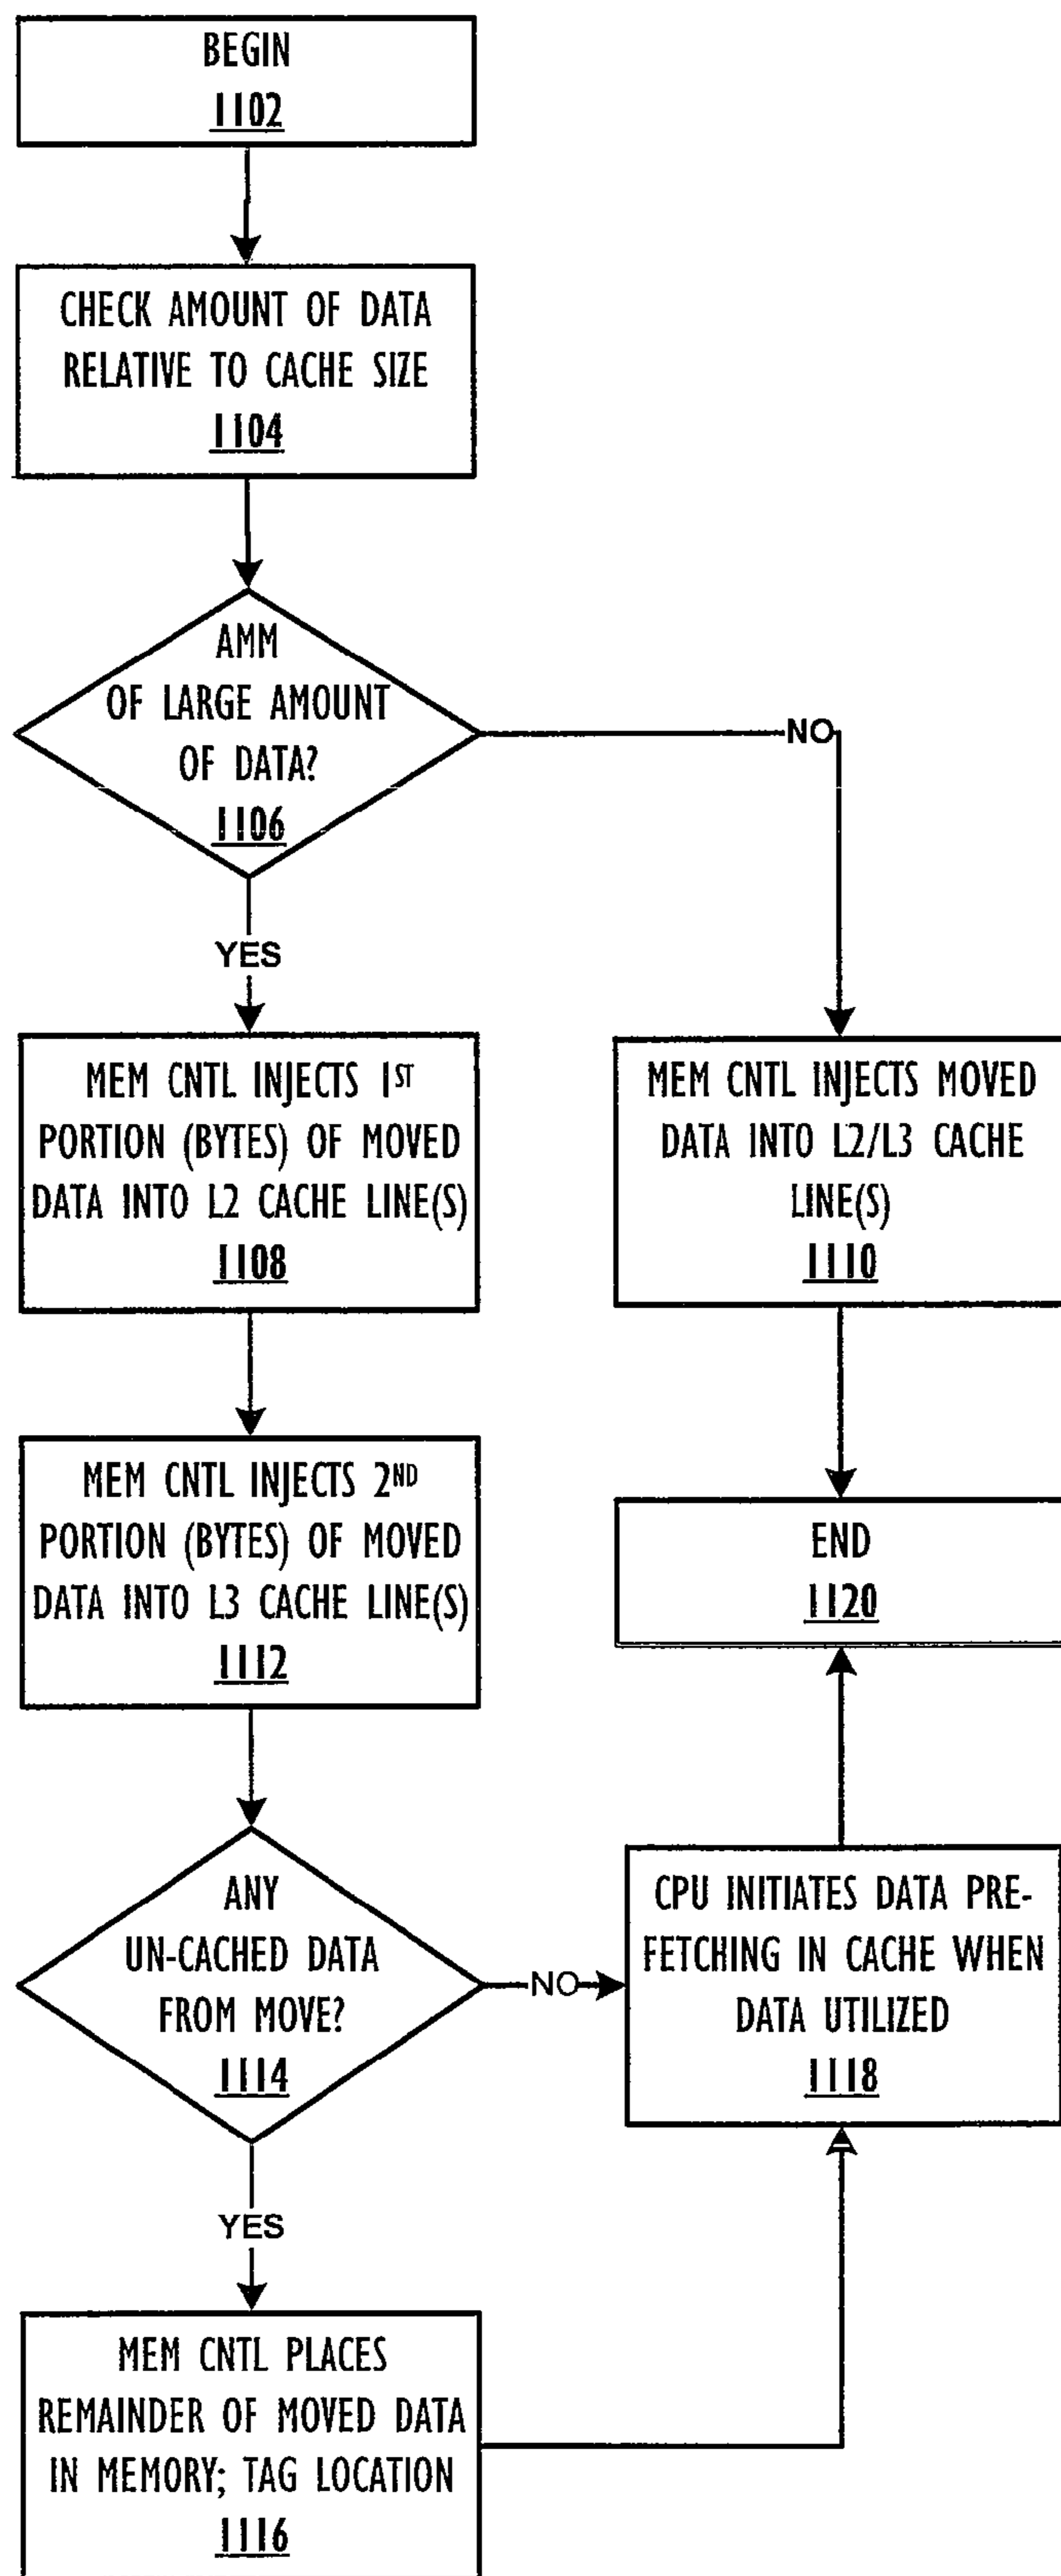 BEGIN
1102
CHECK AMOUNT OF DATA
RELATIVE TO CACHE SIZE
1104
AMM
OF LARGE AMOUNT
OF DATA?
1106
NO
YES
MEM CNTL INJECTS 1ST
PORTION (BYTES) OF MOVED
DATA INTO L2 CACHE LINE(S)
1108
MEM CNTL INJECTS MOVED
DATA INTO L2/L3 CACHE
LINE(S)
1110
MEM CNTL INJECTS 2ND
PORTION (BYTES) OF MOVED
DATA INTO L3 CACHE LINE(S)
1112
END
1120
ANY
UN-CACHED DATA
FROM MOVE?
1114
NO
CPU INITIATES DATA PRE-
FETCHING IN CACHE WHEN
DATA UTILIZED
1118
YES
MEM CNTL PLACES
REMAINDER OF MOVED DATA
IN MEMORY; TAG LOCATION
1116